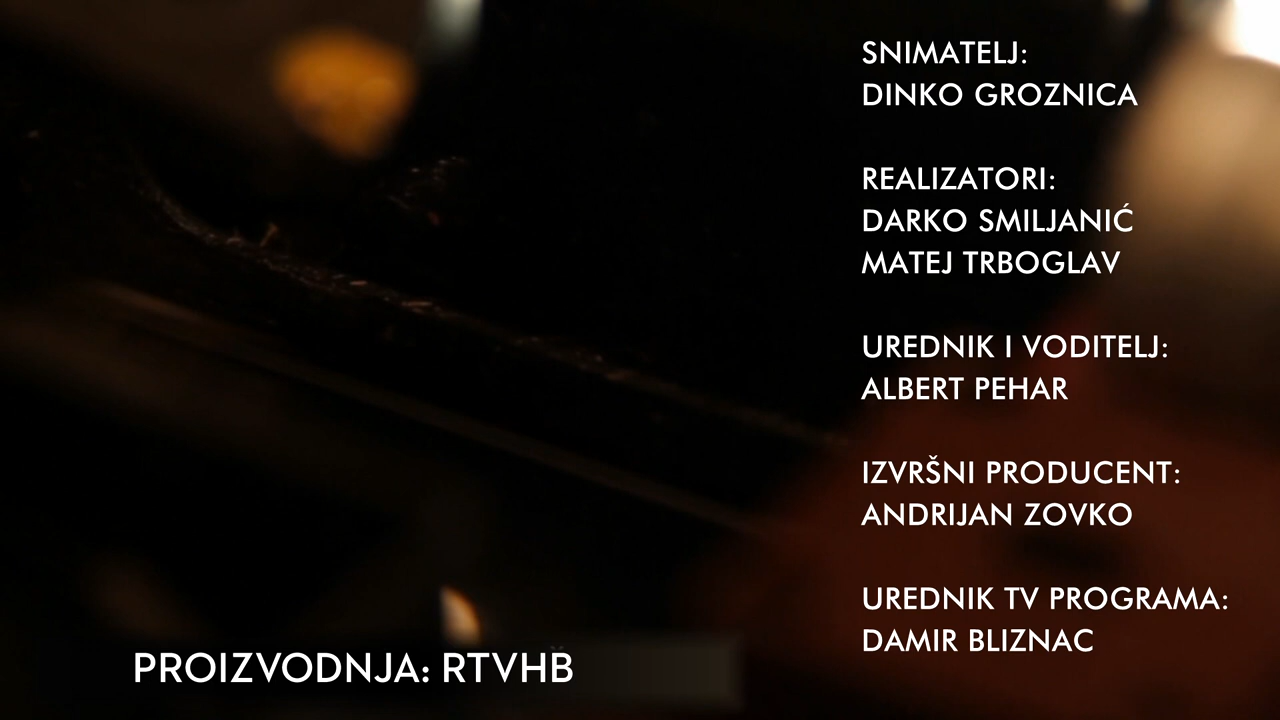 SNIMATELJ:
DINKO GROZNICA
REALIZATORI:
DARKO SMILJANIĆ
MATEJ TRBOGLAV
UREDNIK I VODITELJ:
ALBERT PEHAR
IZVRŠNI PRODUCENT:
ANDRIJAN ZOVKO
UREDNIK TV PROGRAMA:
DAMIR BLIZNAC
PROIZVODNJA: RTVHB